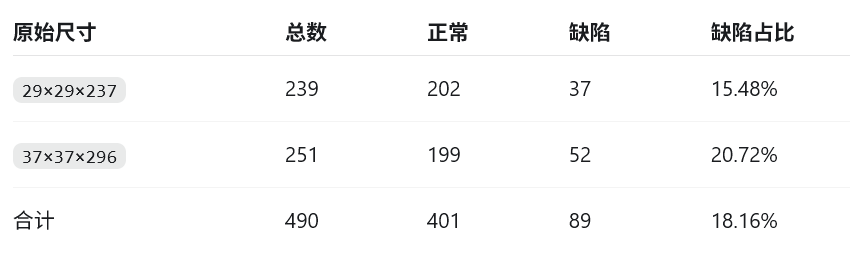 原始尺寸 总数 正常 缺陷 缺陷占比
29×29×237 239 202 37 15.48%
37×37×296 251 199 52 20.72%
合计 490 401 89 18.16%